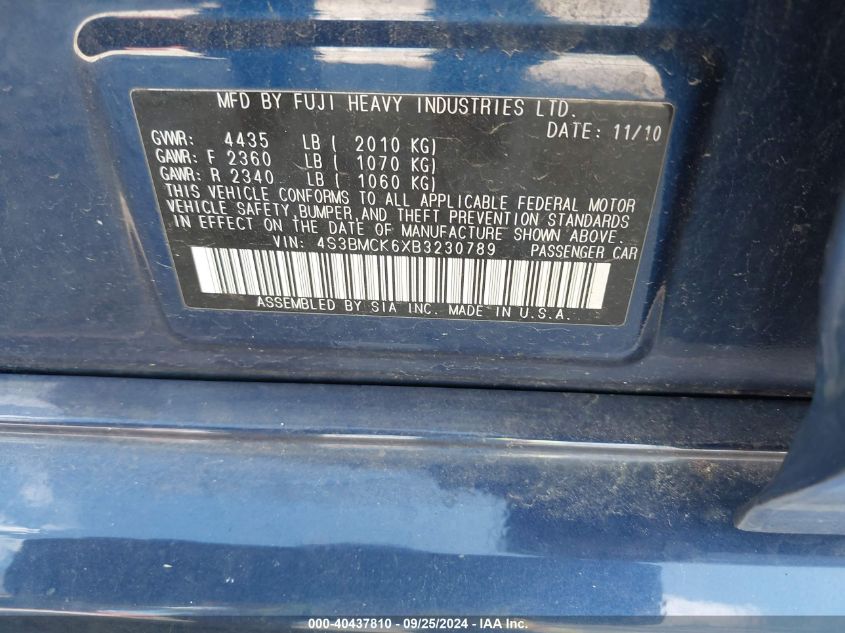 MFD BY FUJI HEAVY INDUSTRIES LTD.
DATE: 11/10
GVWR: 4435 LB ( 2010 KG)
GAWR: F 2360 LB ( 1070 KG)
GAWR: R 2340 LB ( 1060 KG)
THIS VEHICLE CONFORMS TO ALL APPLICABLE FEDERAL MOTOR
VEHICLE SAFETY, BUMPER, AND THEFT PREVENTION STANDARDS
IN EFFECT ON THE DATE OF MANUFACTURE SHOWN ABOVE.
VIN: 4S3BMCK6XB3230789 PASSENGER CAR
ASSEMBLED BY SIA INC. MADE IN U.S.A.
000-40437810 - 09/25/2024 - IAA Inc.